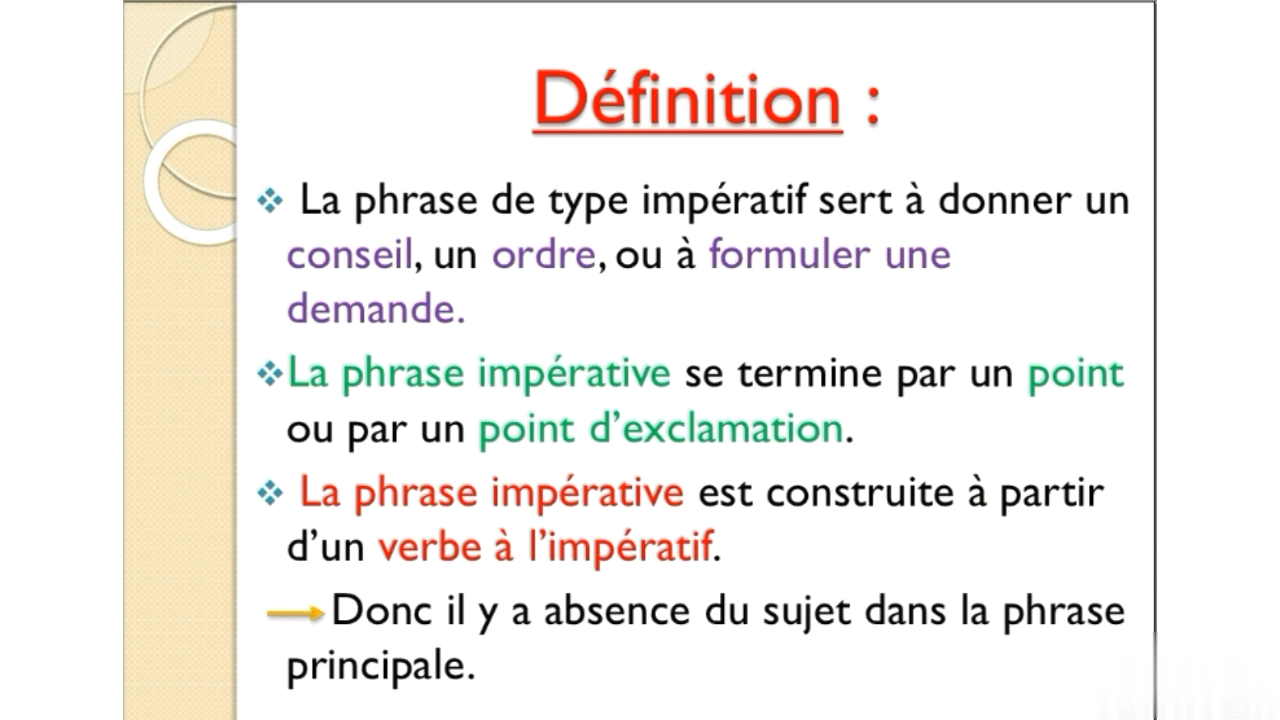 Définition :
La phrase de type impératif sert à donner un
conseil, un ordre, ou à formuler une
demande.
La phrase impérative se termine par un point
ou par un point d’exclamation.
La phrase impérative est construite à partir
d’un verbe à l’impératif.
Donc il y a absence du sujet dans la phrase
principale.